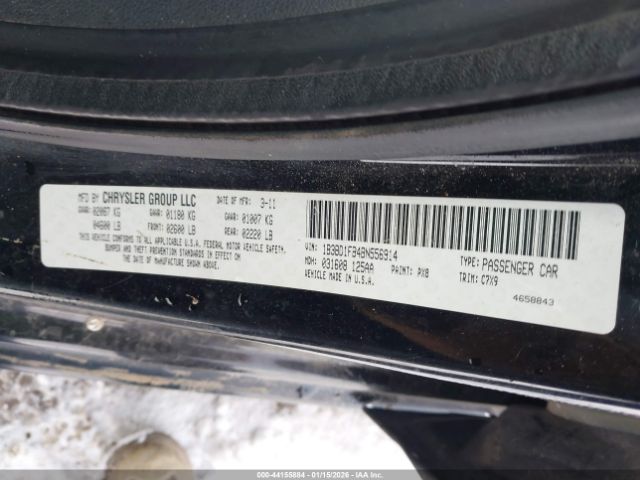 MFD BY CHRYSLER GROUP LLC DATE OF MFR: 3-11
GVWR: 02087 KG GAWR: 01180 KG GAWR: 01007 KG
04600 LB FRONT: 02600 LB REAR: 02220 LB
THIS VEHICLE CONFORMS TO ALL APPLICABLE U.S.A. FEDERAL MOTOR VEHICLE SAFETY,
BUMPER AND THEFT PREVENTION STANDARDS IN EFFECT ON THE DATE OF
MANUFACTURE SHOWN ABOVE.
VIN: 1B3BD1FB4BN556914 TYPE: PASSENGER CAR
MDH: 031608 125AA PAINT: PX8 TRIM: C7X9
VEHICLE MADE IN U.S.A.
4658843
000-44155884 | 01/15/2026 | IAA Inc.